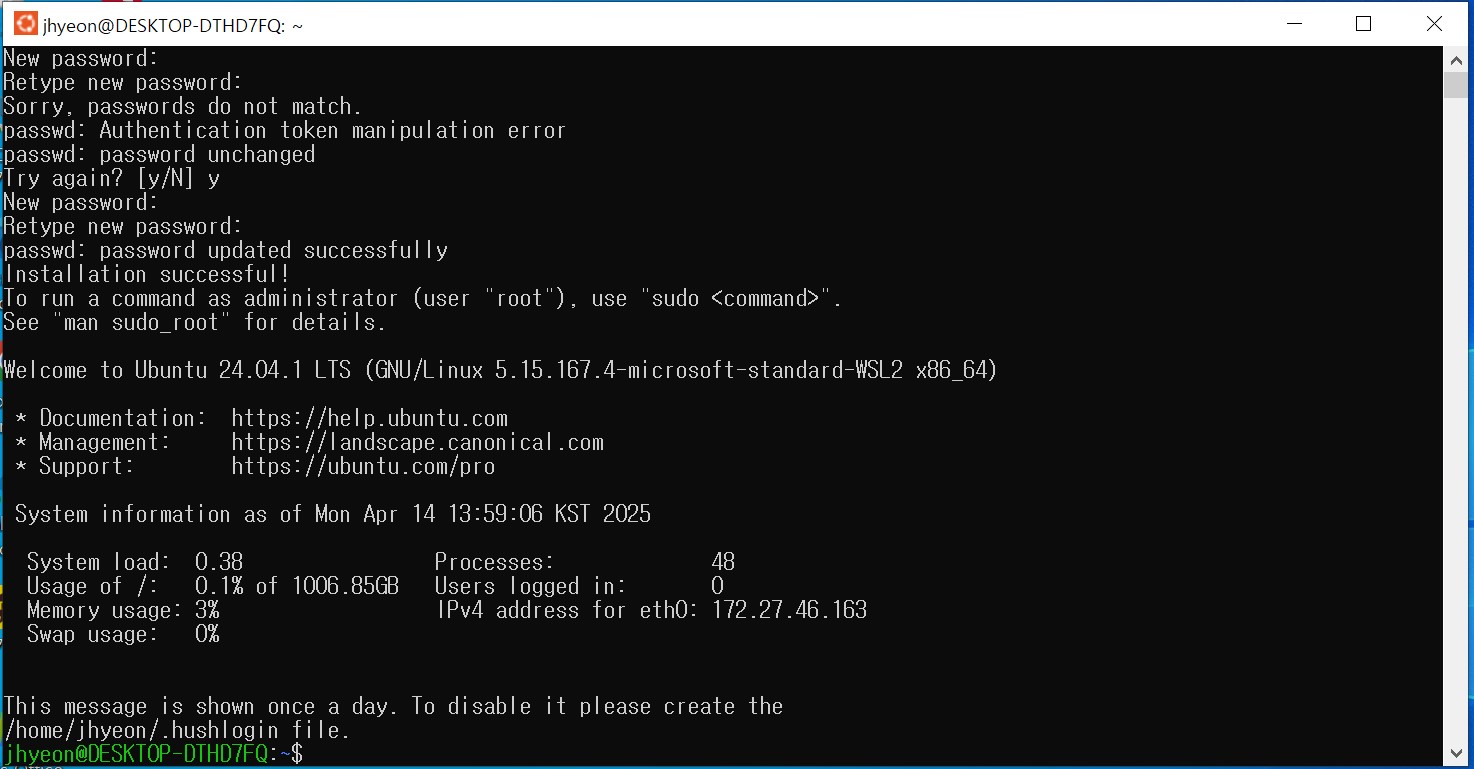 jhyeon@DESKTOP-DTHD7FQ: ~
New password:
Retype new password:
Sorry, passwords do not match.
passwd: Authentication token manipulation error
passwd: password unchanged
Try again? [y/N] y
New password:
Retype new password:
passwd: password updated successfully
Installation successful!
To run a command as administrator (user "root"), use "sudo <command>".
See "man sudo_root" for details.
Welcome to Ubuntu 24.04.1 LTS (GNU/Linux 5.15.167.4-microsoft-standard-WSL2 x86_64)
* Documentation:  https://help.ubuntu.com
* Management:     https://landscape.canonical.com
* Support:        https://ubuntu.com/pro
System information as of Mon Apr 14 13:59:06 KST 2025
System load:  0.38                Processes:             48
Usage of /:   0.1% of 1006.85GB   Users logged in:       0
Memory usage: 3%                  IPv4 address for eth0: 172.27.46.163
Swap usage:   0%
This message is shown once a day. To disable it please create the
/home/jhyeon/.hushlogin file.
jhyeon@DESKTOP-DTHD7FQ:~$